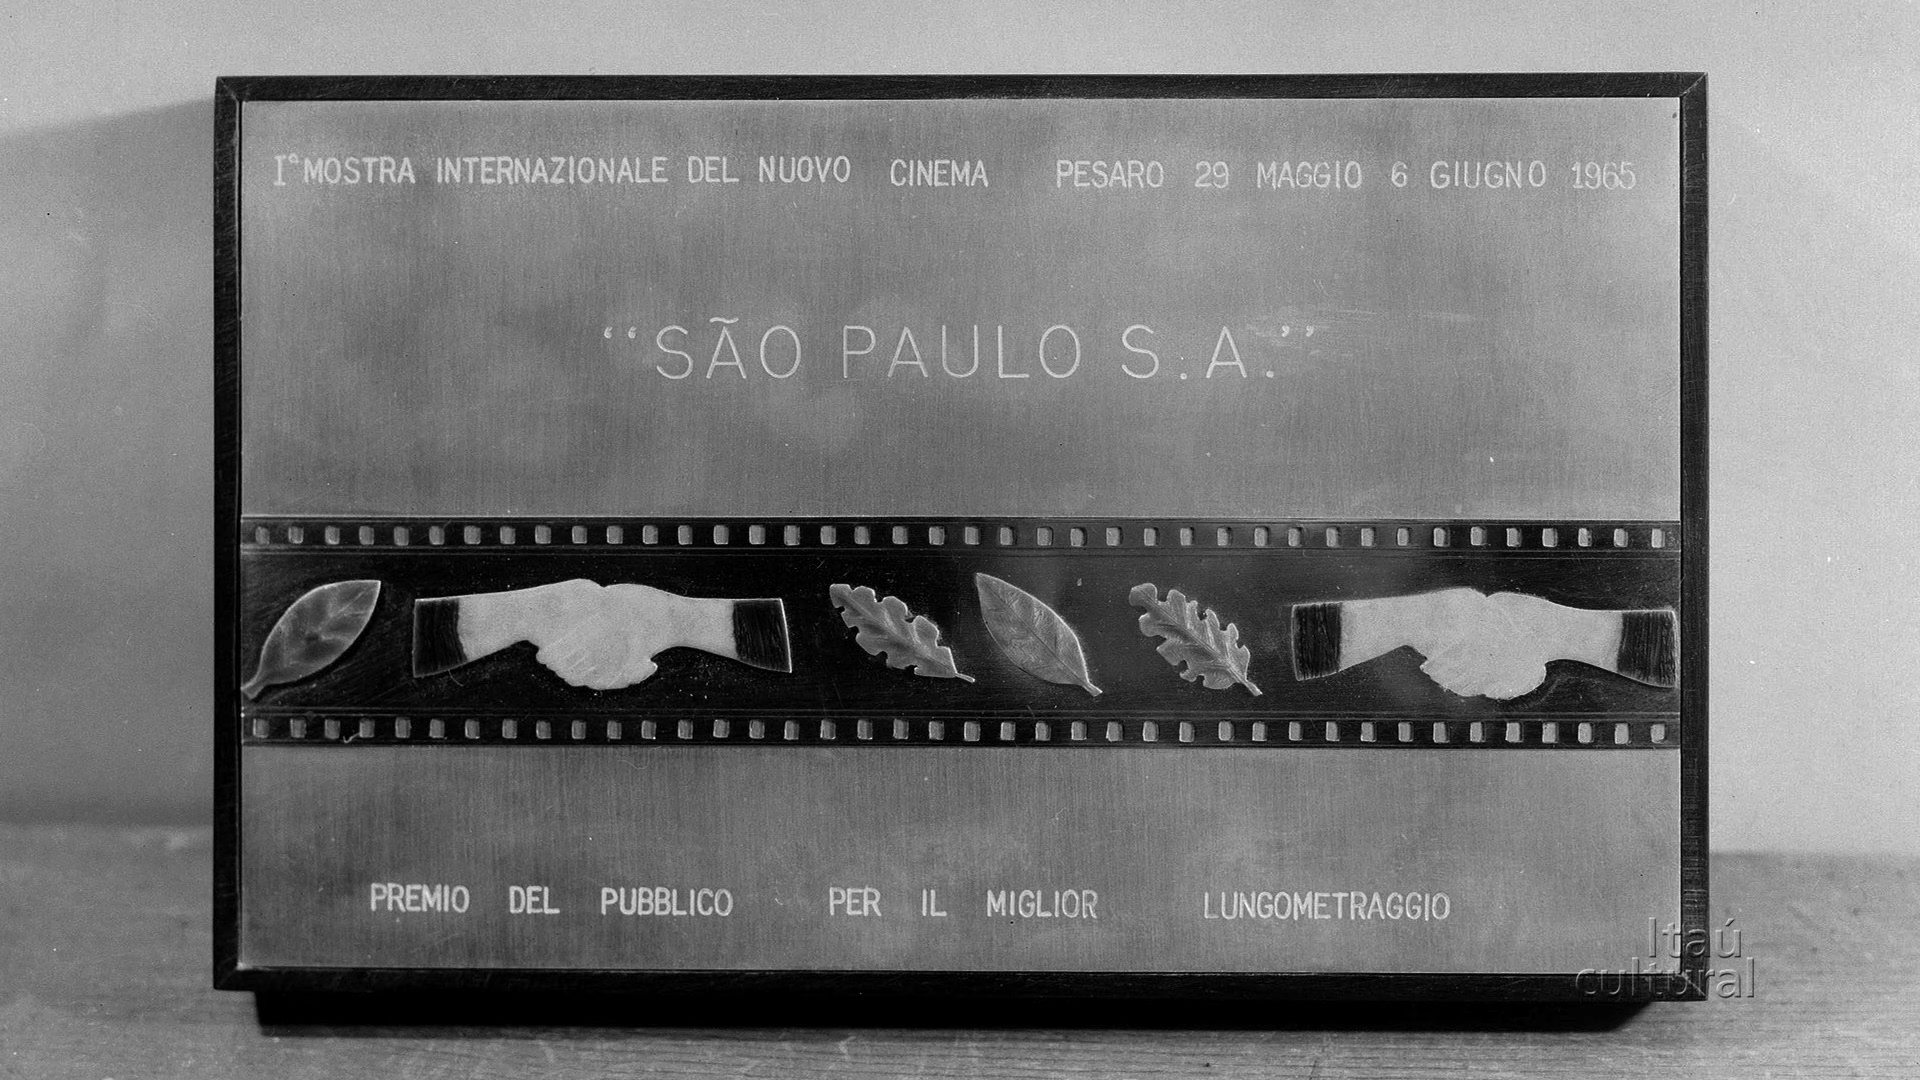 Iª MOSTRA INTERNAZIONALE DEL NUOVO CINEMA PESARO 29 MAGGIO 6 GIUGNO 1965
“SÃO PAULO S.A.”
PREMIO DEL PUBBLICO PER IL MIGLIOR LUNGOMETRAGGIO
Itaú
cultural